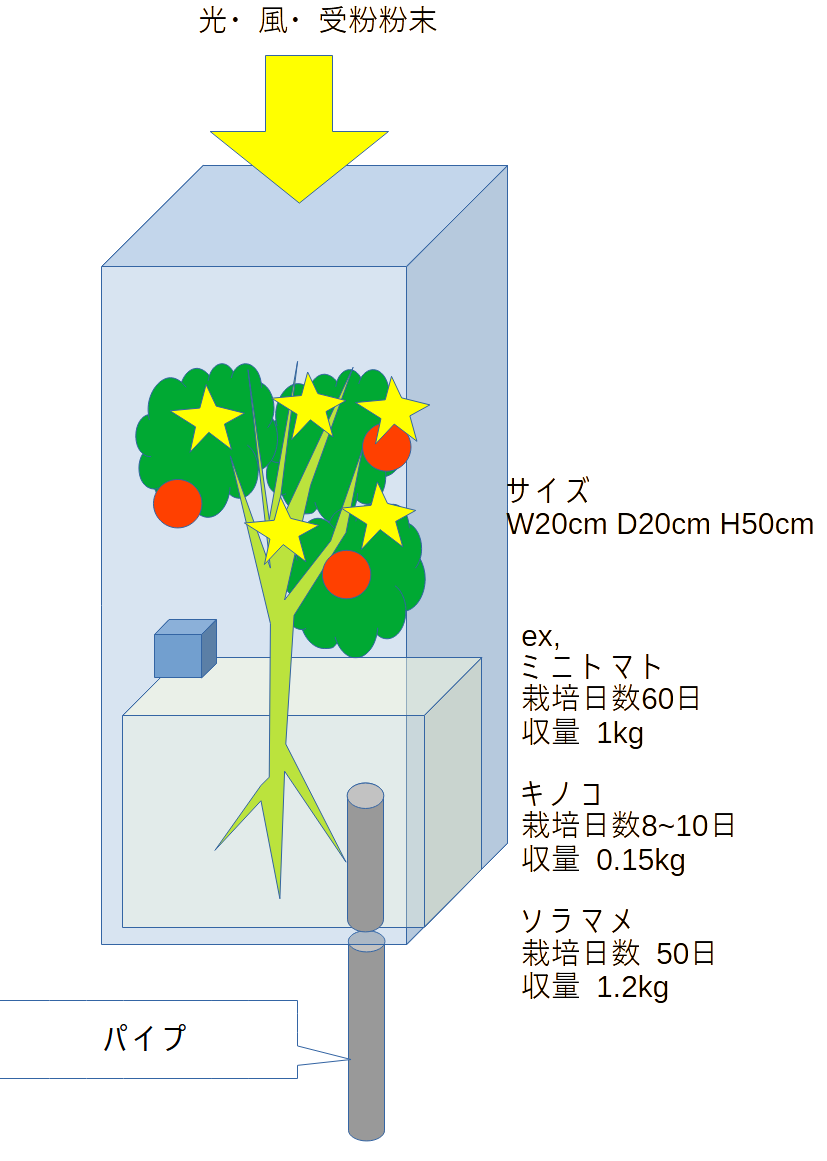 光・風・受粉粉末
サイズ
W20cm D20cm H50cm
ex,
ミニトマト
栽培日数60日
収量 1kg
キノコ
栽培日数8~10日
収量 0.15kg
ソラマメ
栽培日数 50日
収量 1.2kg
パイプ